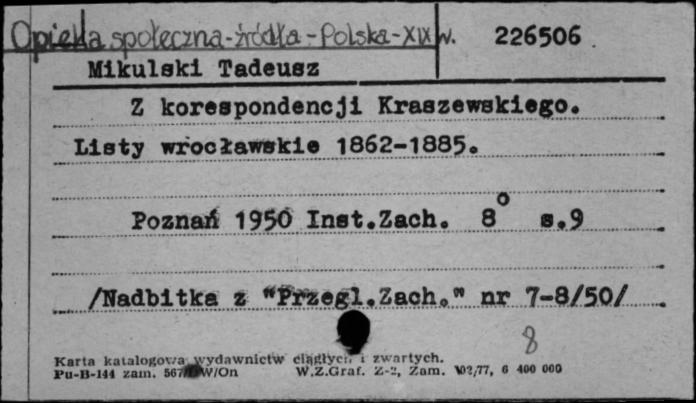 Opieka społeczna-źródła-Polska-XIX w. 226506
Mikulski Tadeusz
Z korespondencji Kraszewskiego.
Listy wrocławskie 1862-1885.
Poznań 1950 Inst.Zach. 8° s.9
/Nadbitka z "Przegl.Zach." nr 7-8/50/
8
Karta katalogowa wydawnictw ciągłych i zwartych.
Pu-B-144 zam. W/On W.Z.Graf. Z-2, Zam. 6 400 000